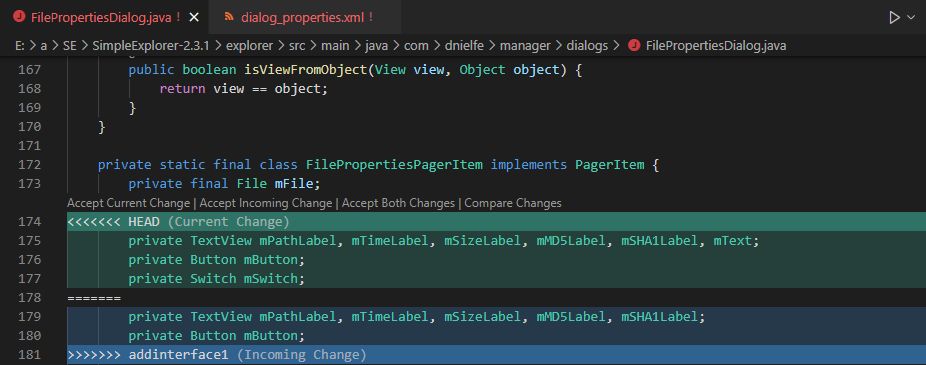 FilePropertiesDialog.java !
dialog_properties.xml !
E: > a > SE > SimpleExplorer-2.3.1 > explorer > src > main > java > com > dnielfe > manager > dialogs > FilePropertiesDialog.java
167 public boolean isViewFromObject(View view, Object object) {
168 return view == object;
169 }
170 }
171
172 private static final class FilePropertiesPagerItem implements PagerItem {
173 private final File mFile;
Accept Current Change | Accept Incoming Change | Accept Both Changes | Compare Changes
174 <<<<<<< HEAD (Current Change)
175 private TextView mPathLabel, mTimeLabel, mSizeLabel, mMD5Label, mSHA1Label, mText;
176 private Button mButton;
177 private Switch mSwitch;
178 =======
179 private TextView mPathLabel, mTimeLabel, mSizeLabel, mMD5Label, mSHA1Label;
180 private Button mButton;
181 >>>>>>> addinterface1 (Incoming Change)